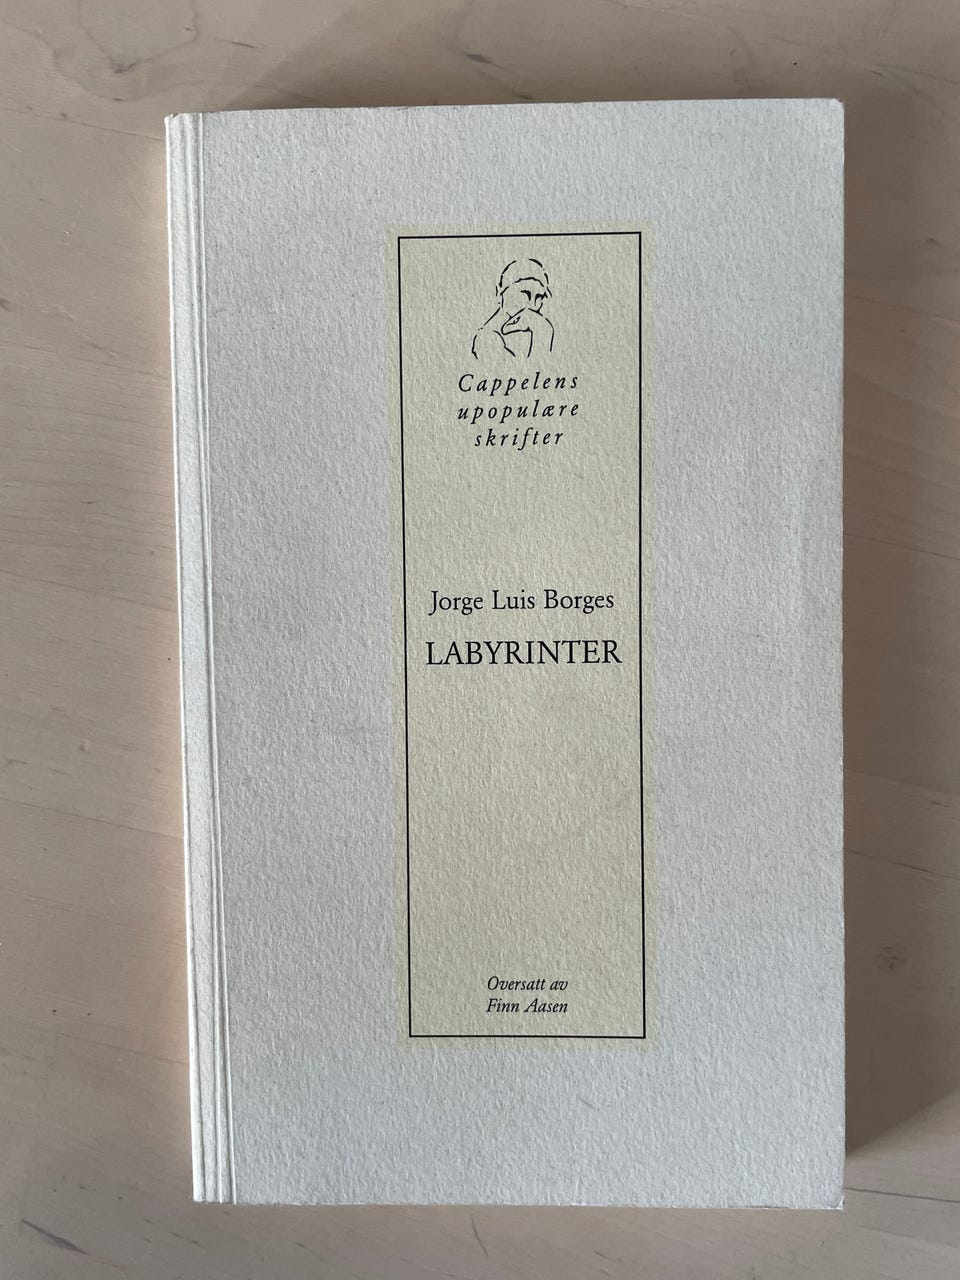 Cappelens
upopulære
skrifter
Jorge Luis Borges
LABYRINTER
Oversatt av
Finn Aasen